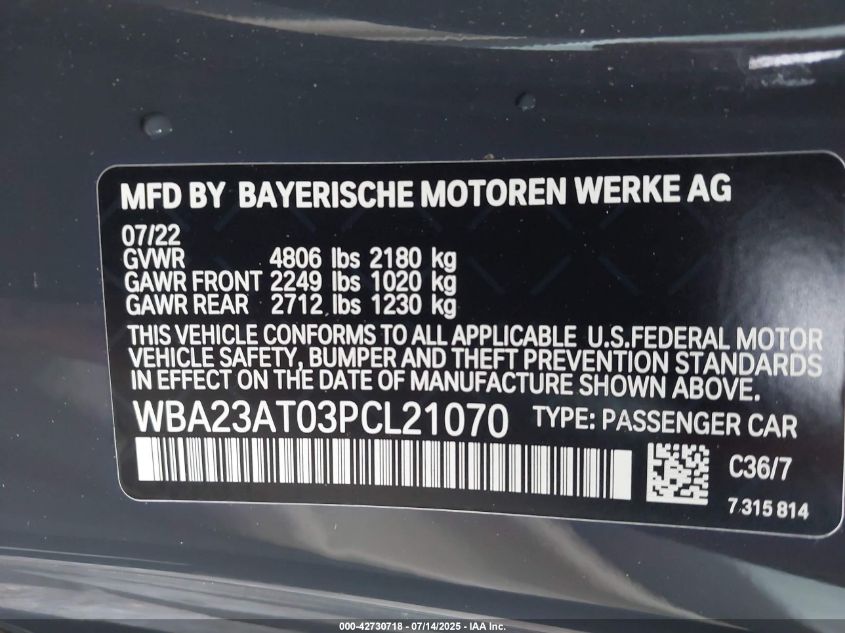 MFD BY BAYERISCHE MOTOREN WERKE AG
07/22
GVWR 4806 lbs 2180 kg
GAWR FRONT 2249 lbs 1020 kg
GAWR REAR 2712 lbs 1230 kg
THIS VEHICLE CONFORMS TO ALL APPLICABLE U.S.FEDERAL MOTOR
VEHICLE SAFETY, BUMPER AND THEFT PREVENTION STANDARDS
IN EFFECT ON THE DATE OF MANUFACTURE SHOWN ABOVE.
WBA23AT03PCL21070 TYPE: PASSENGER CAR
C36/7
7 315 814
000-42730718 - 07/14/2025 - IAA Inc.